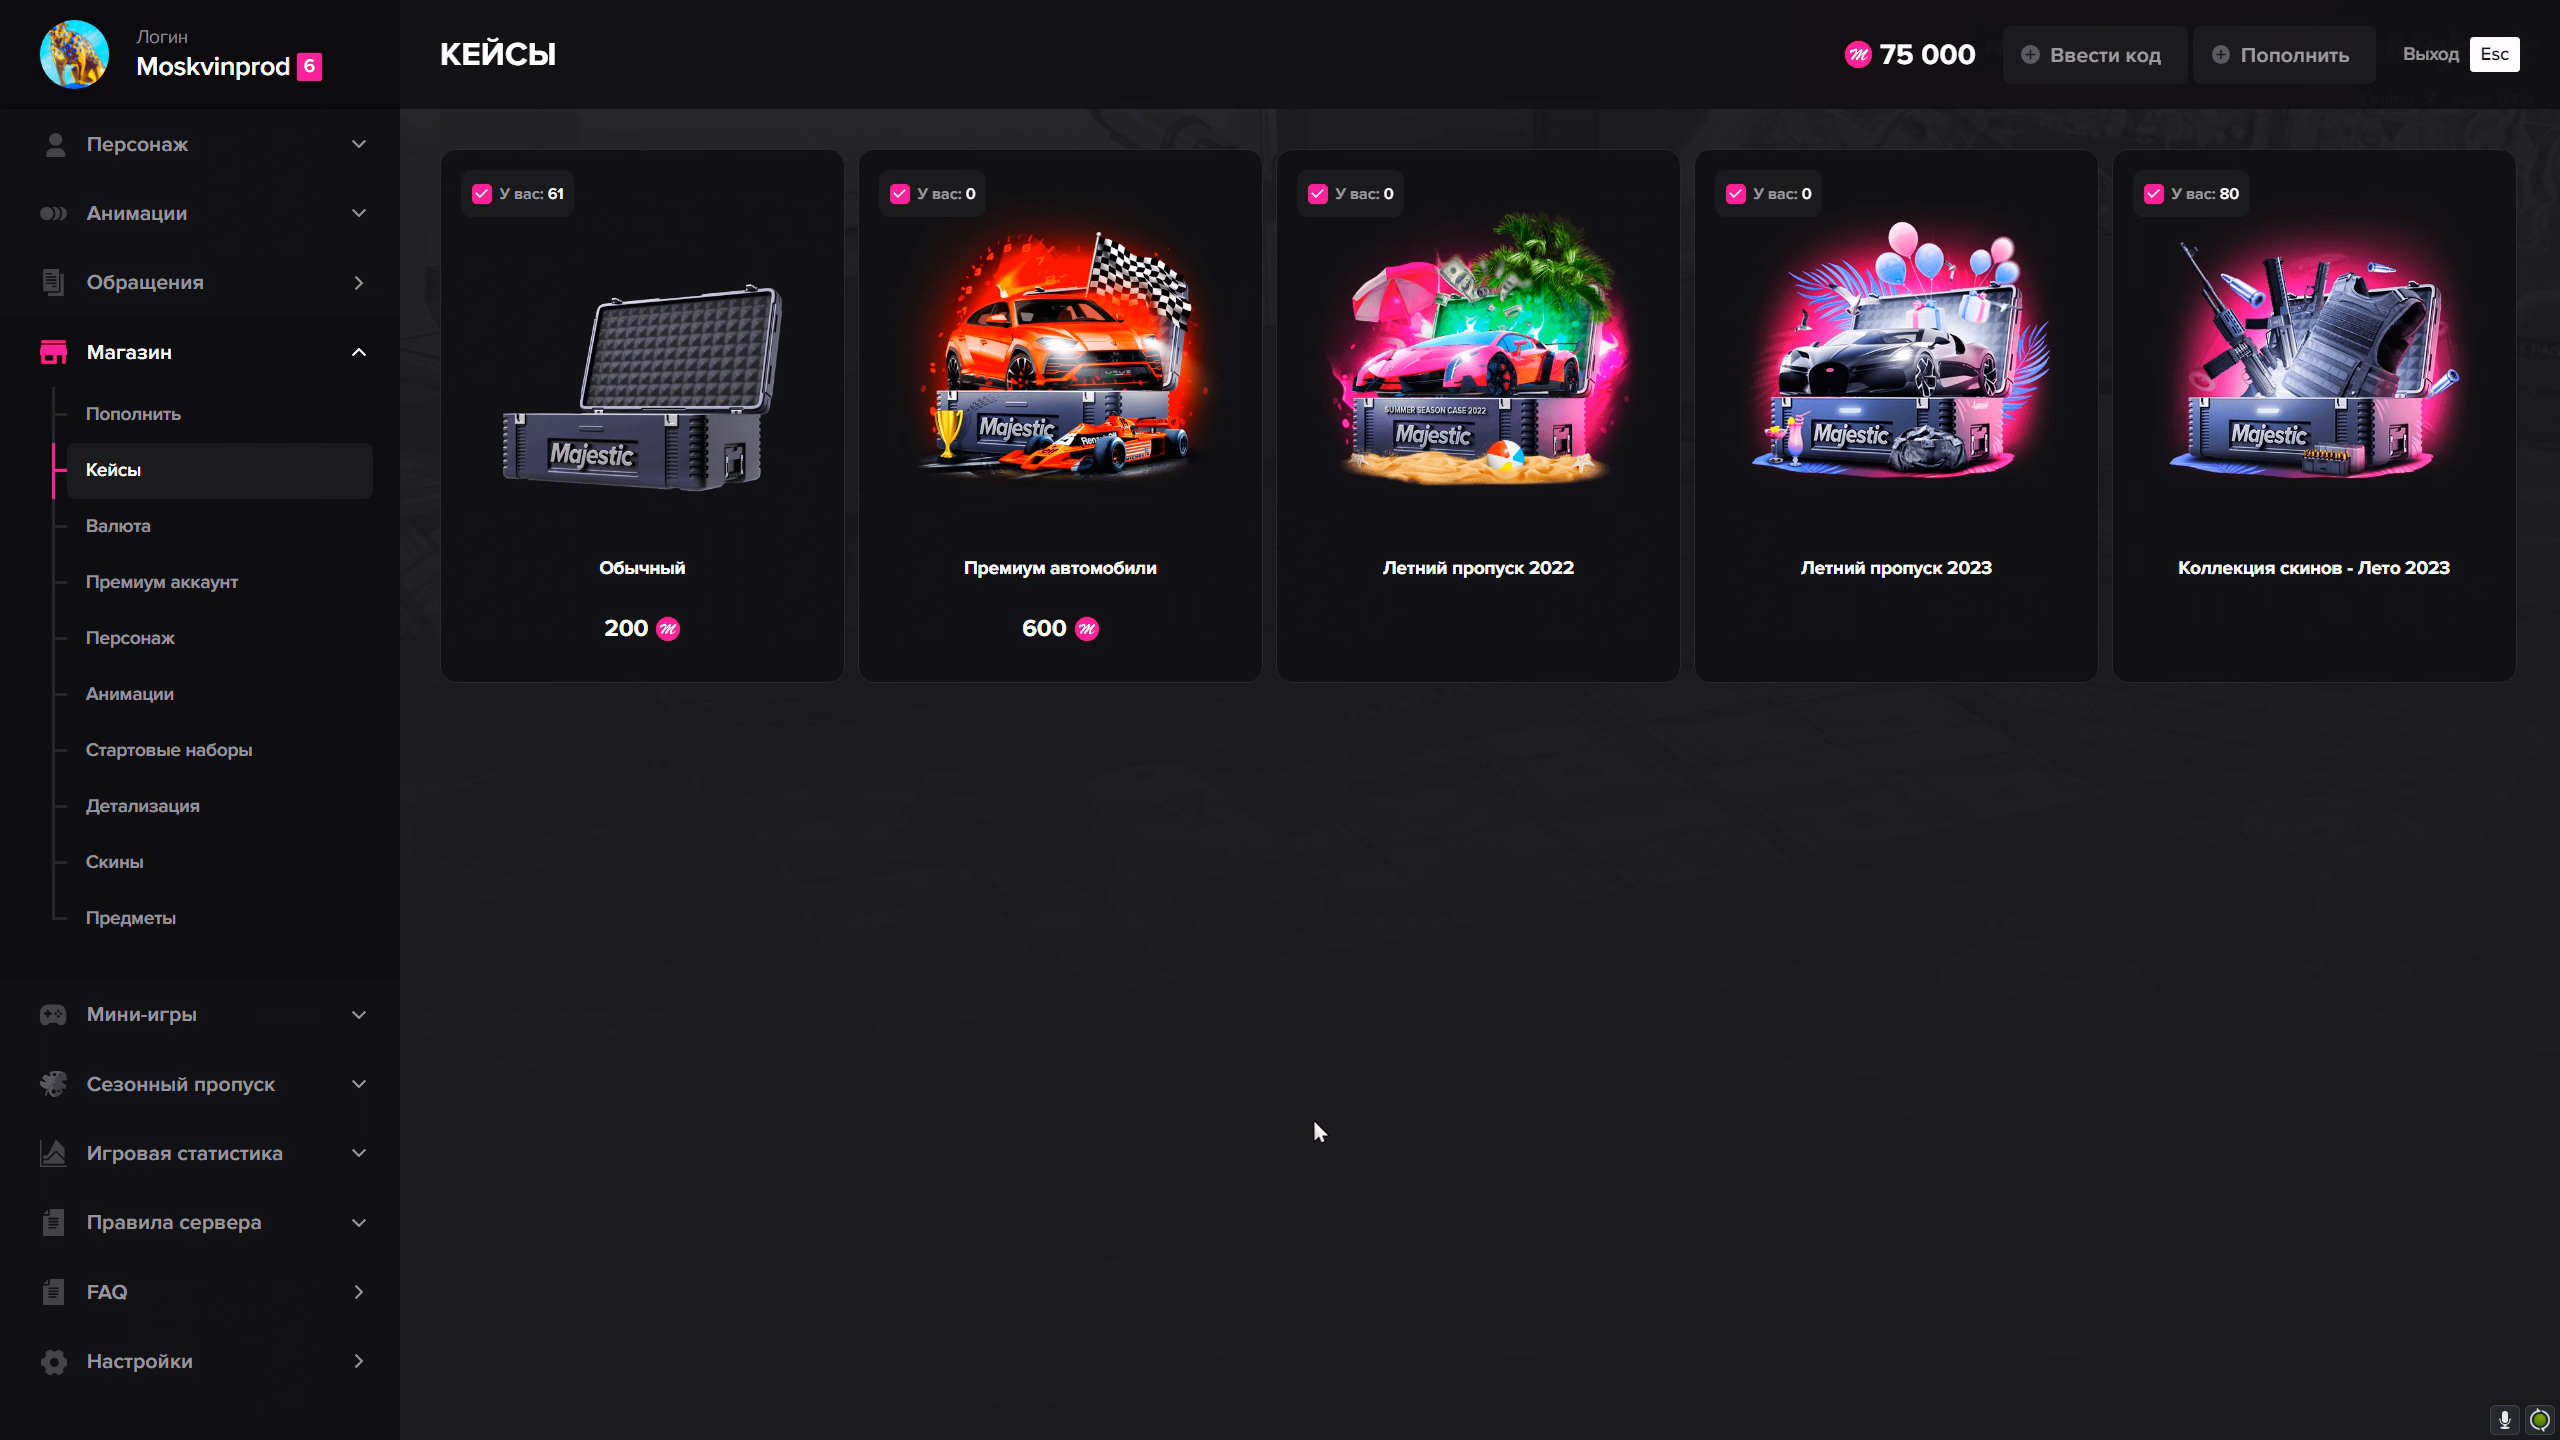 Логин
Moskvinprod 6
Персонаж
Анимации
Обращения
Магазин
Пополнить
Кейсы
Валюта
Премиум аккаунт
Персонаж
Анимации
Стартовые наборы
Детализация
Скины
Предметы
Мини-игры
Сезонный пропуск
Игровая статистика
Правила сервера
FAQ
Настройки
КЕЙСЫ
75 000
Ввести код
Пополнить
Выход Esc
У вас: 61
Majestic
Обычный
200
У вас: 0
Majestic
Премиум автомобили
600
У вас: 0
SUMMER SEASON CASE 2022
Majestic
Летний пропуск 2022
У вас: 0
Majestic
Летний пропуск 2023
У вас: 80
Majestic
Коллекция скинов - Лето 2023